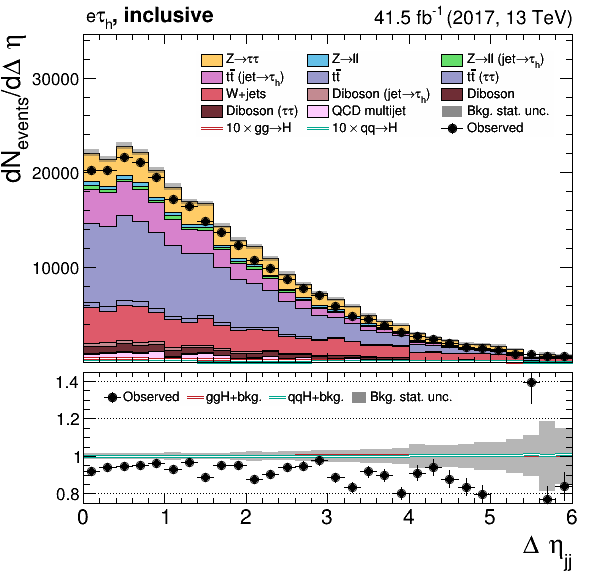 eτh, inclusive 41.5 fb-1 (2017, 13 TeV)
dNevents/dΔ η
30000
20000
10000
Z→ττ Z→ll Z→ll (jet→τh)
tt̄ (jet→τh) tt̄ tt̄ (ττ)
W+jets Diboson (jet→τh) Diboson
Diboson (ττ) QCD multijet Bkg. stat. unc.
10 × gg→H 10 × qq→H Observed
1.4
1.2
1
0.8
Observed ggH+bkg. qqH+bkg. Bkg. stat. unc.
0 1 2 3 4 5 6
Δ ηjj